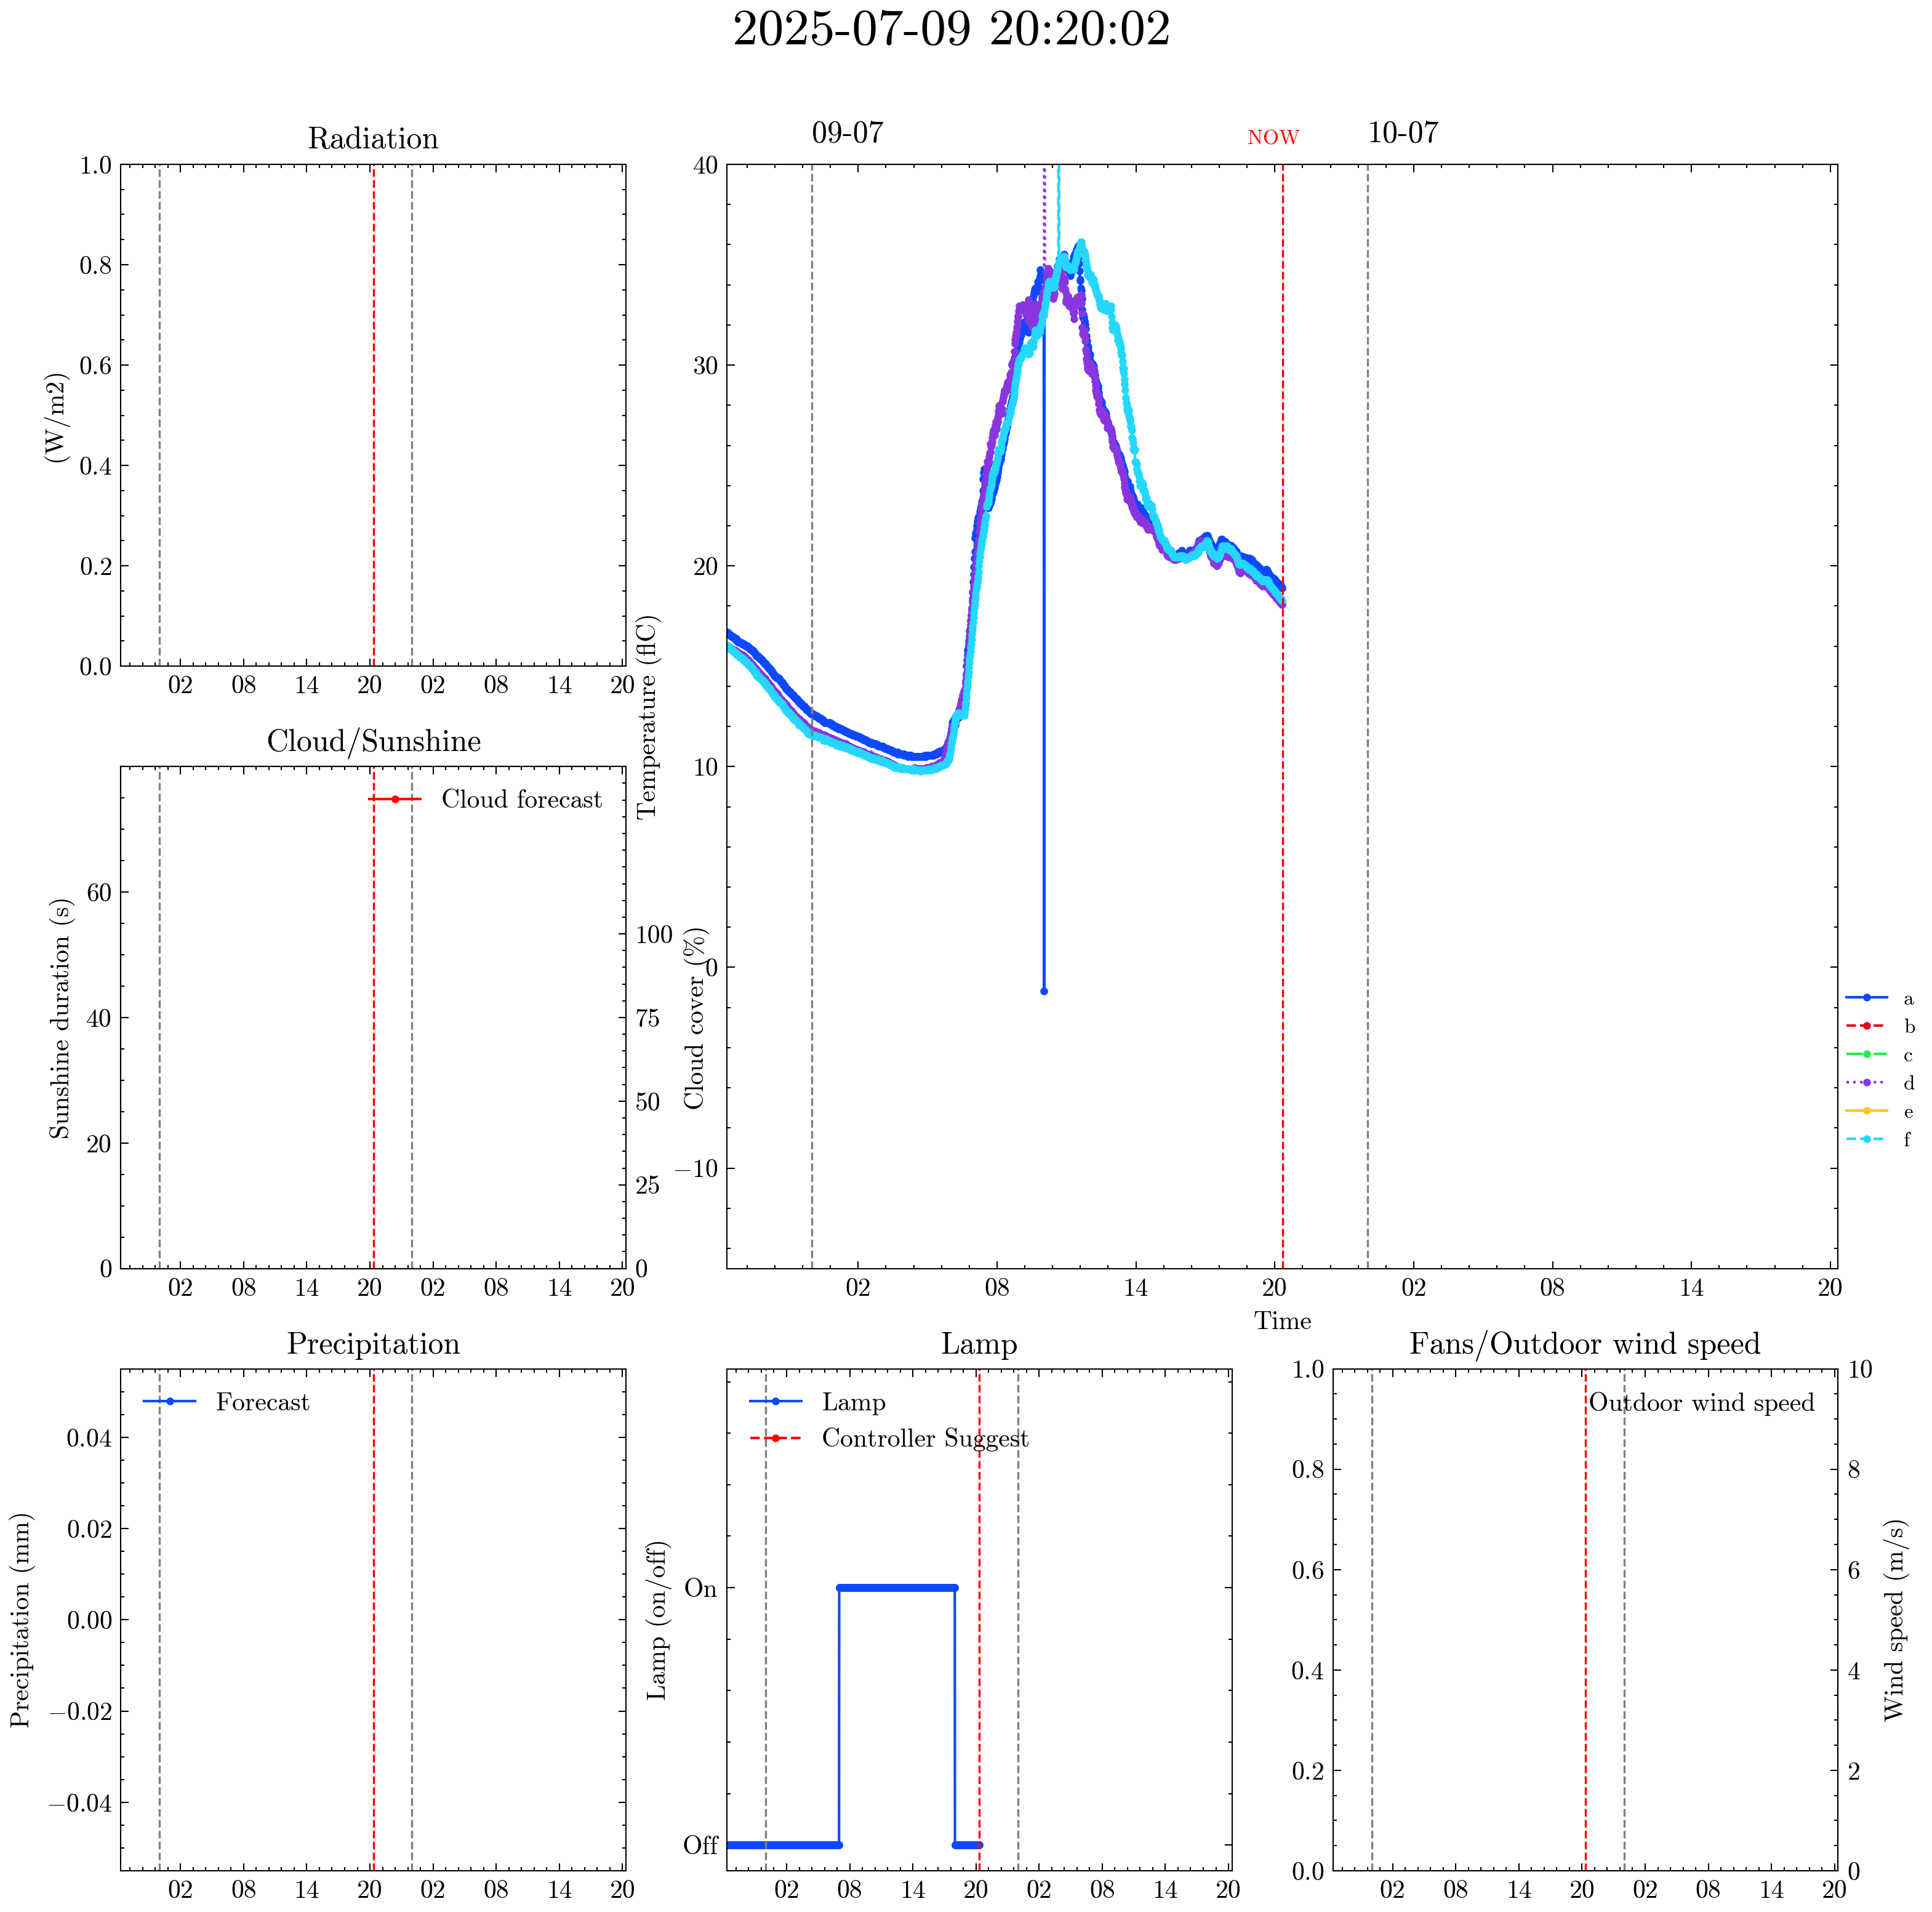 2025-07-09 20:20:02
Radiation
(W/m2)
1.0
0.8
0.6
0.4
0.2
0.0
02 08 14 20 02 08 14 20
09-07 NOW 10-07
Temperature (flC)
40
30
20
10
0
−10
02 08 14 20 02 08 14 20
Time
a
b
c
d
e
f
Cloud/Sunshine
Cloud forecast
Sunshine duration (s)
60
40
20
0
Cloud cover (%)
100
75
50
25
0
02 08 14 20 02 08 14 20
Precipitation
Forecast
Precipitation (mm)
0.04
0.02
0.00
−0.02
−0.04
02 08 14 20 02 08 14 20
Lamp
Lamp
Controller Suggest
Lamp (on/off)
On
Off
02 08 14 20 02 08 14 20
Fans/Outdoor wind speed
Outdoor wind speed
1.0
0.8
0.6
0.4
0.2
0.0
Wind speed (m/s)
10
8
6
4
2
0
02 08 14 20 02 08 14 20